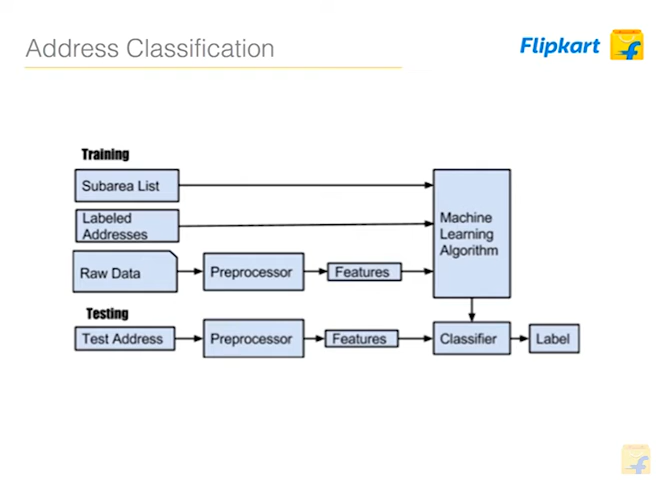 Address Classification
Flipkart
Training
Subarea List
Labeled
Addresses
Machine
Learning
Algorithm
Raw Data
Preprocessor
Features
Testing
Test Address
Preprocessor
Features
Classifier
Label